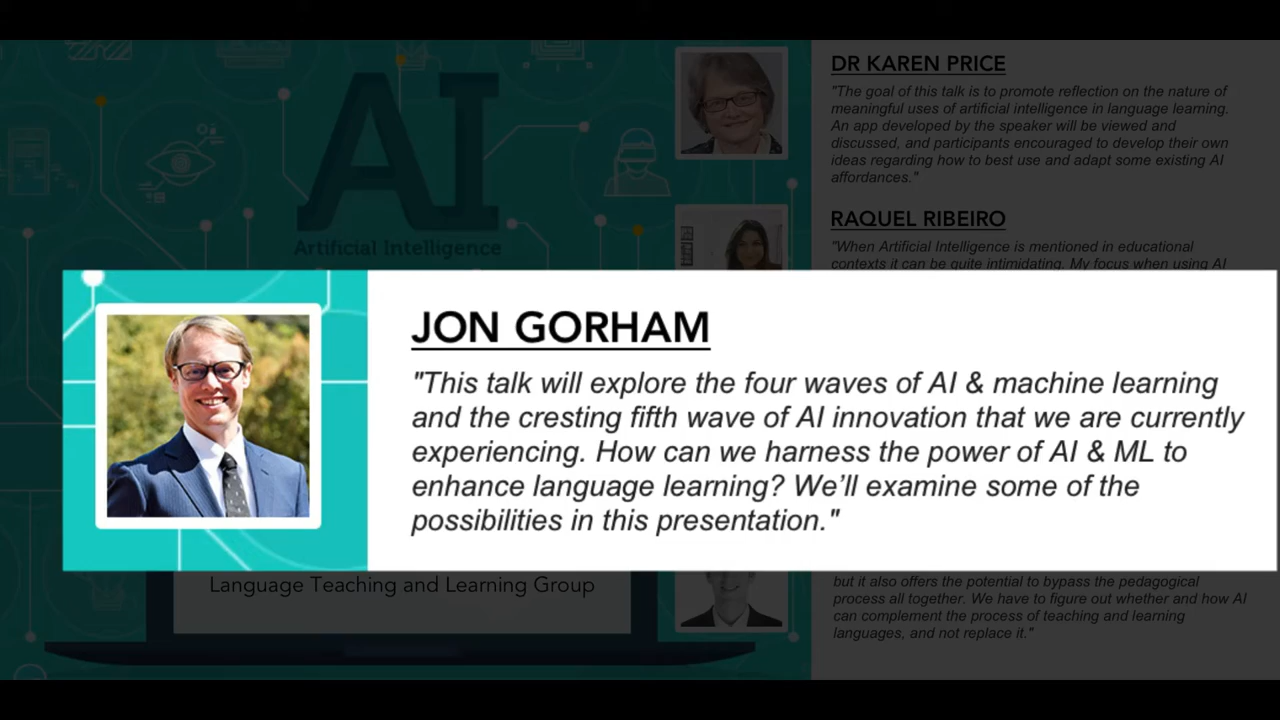 AI
Artificial Intelligence
Language Teaching and Learning Group
DR KAREN PRICE
"The goal of this talk is to promote reflection on the nature of
meaningful uses of artificial intelligence in language learning.
An app developed by the speaker will be viewed and
discussed, and participants encouraged to develop their own
ideas regarding how to best use and adapt some existing AI
affordances."
RAQUEL RIBEIRO
"When Artificial Intelligence is mentioned in educational
contexts it can be quite intimidating. My focus when using AI
JON GORHAM
"This talk will explore the four waves of AI & machine learning
and the cresting fifth wave of AI innovation that we are currently
experiencing. How can we harness the power of AI & ML to
enhance language learning? We'll examine some of the
possibilities in this presentation."
but it also offers the potential to bypass the pedagogical
process all together. We have to figure out whether and how AI
can complement the process of teaching and learning
languages, and not replace it."